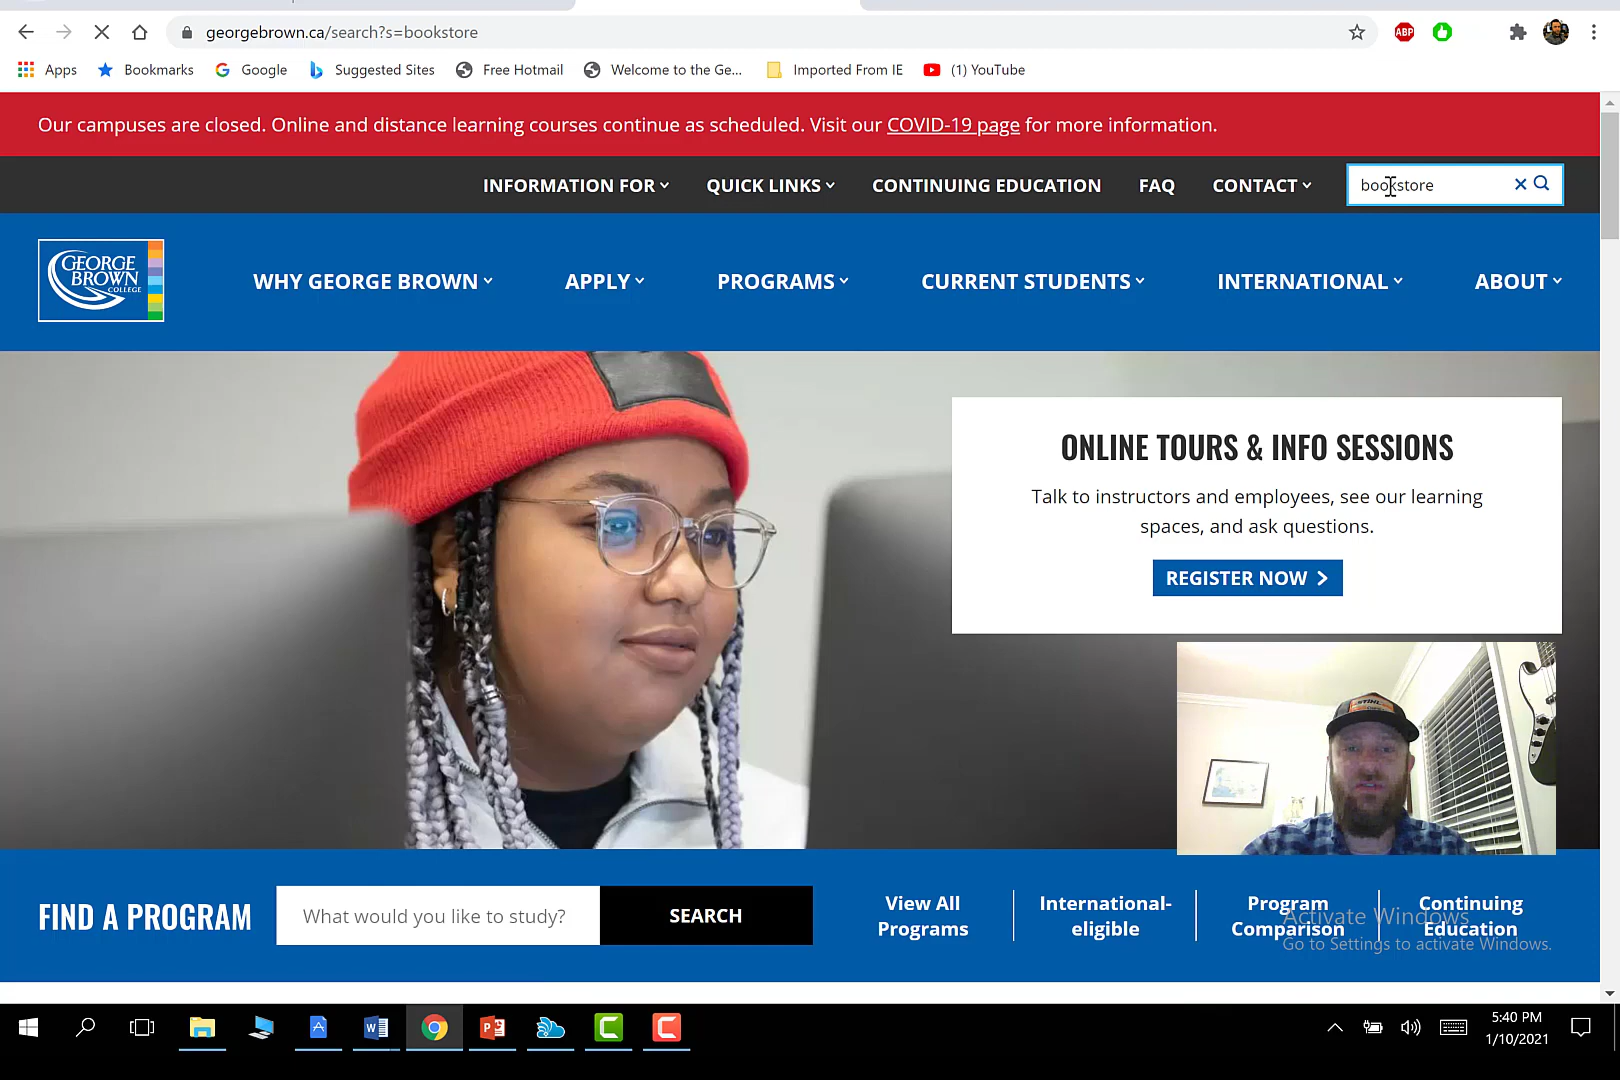 georgebrown.ca/search?s=bookstore
ABP
Apps
Bookmarks
Google
Suggested Sites
Free Hotmail
Welcome to the Ge...
Imported From IE
(1) YouTube
Our campuses are closed. Online and distance learning courses continue as scheduled. Visit our COVID-19 page for more information.
INFORMATION FOR
QUICK LINKS
CONTINUING EDUCATION
FAQ
CONTACT
bookstore
GEORGE
BROWN
COLLEGE
WHY GEORGE BROWN
APPLY
PROGRAMS
CURRENT STUDENTS
INTERNATIONAL
ABOUT
ONLINE TOURS & INFO SESSIONS
Talk to instructors and employees, see our learning
spaces, and ask questions.
REGISTER NOW
STIHL
FIND A PROGRAM
What would you like to study?
SEARCH
View All
Programs
International-
eligible
Program
Comparison
Continuing
Education
Activate Windows
Go to Settings to activate Windows.
5:40 PM
1/10/2021